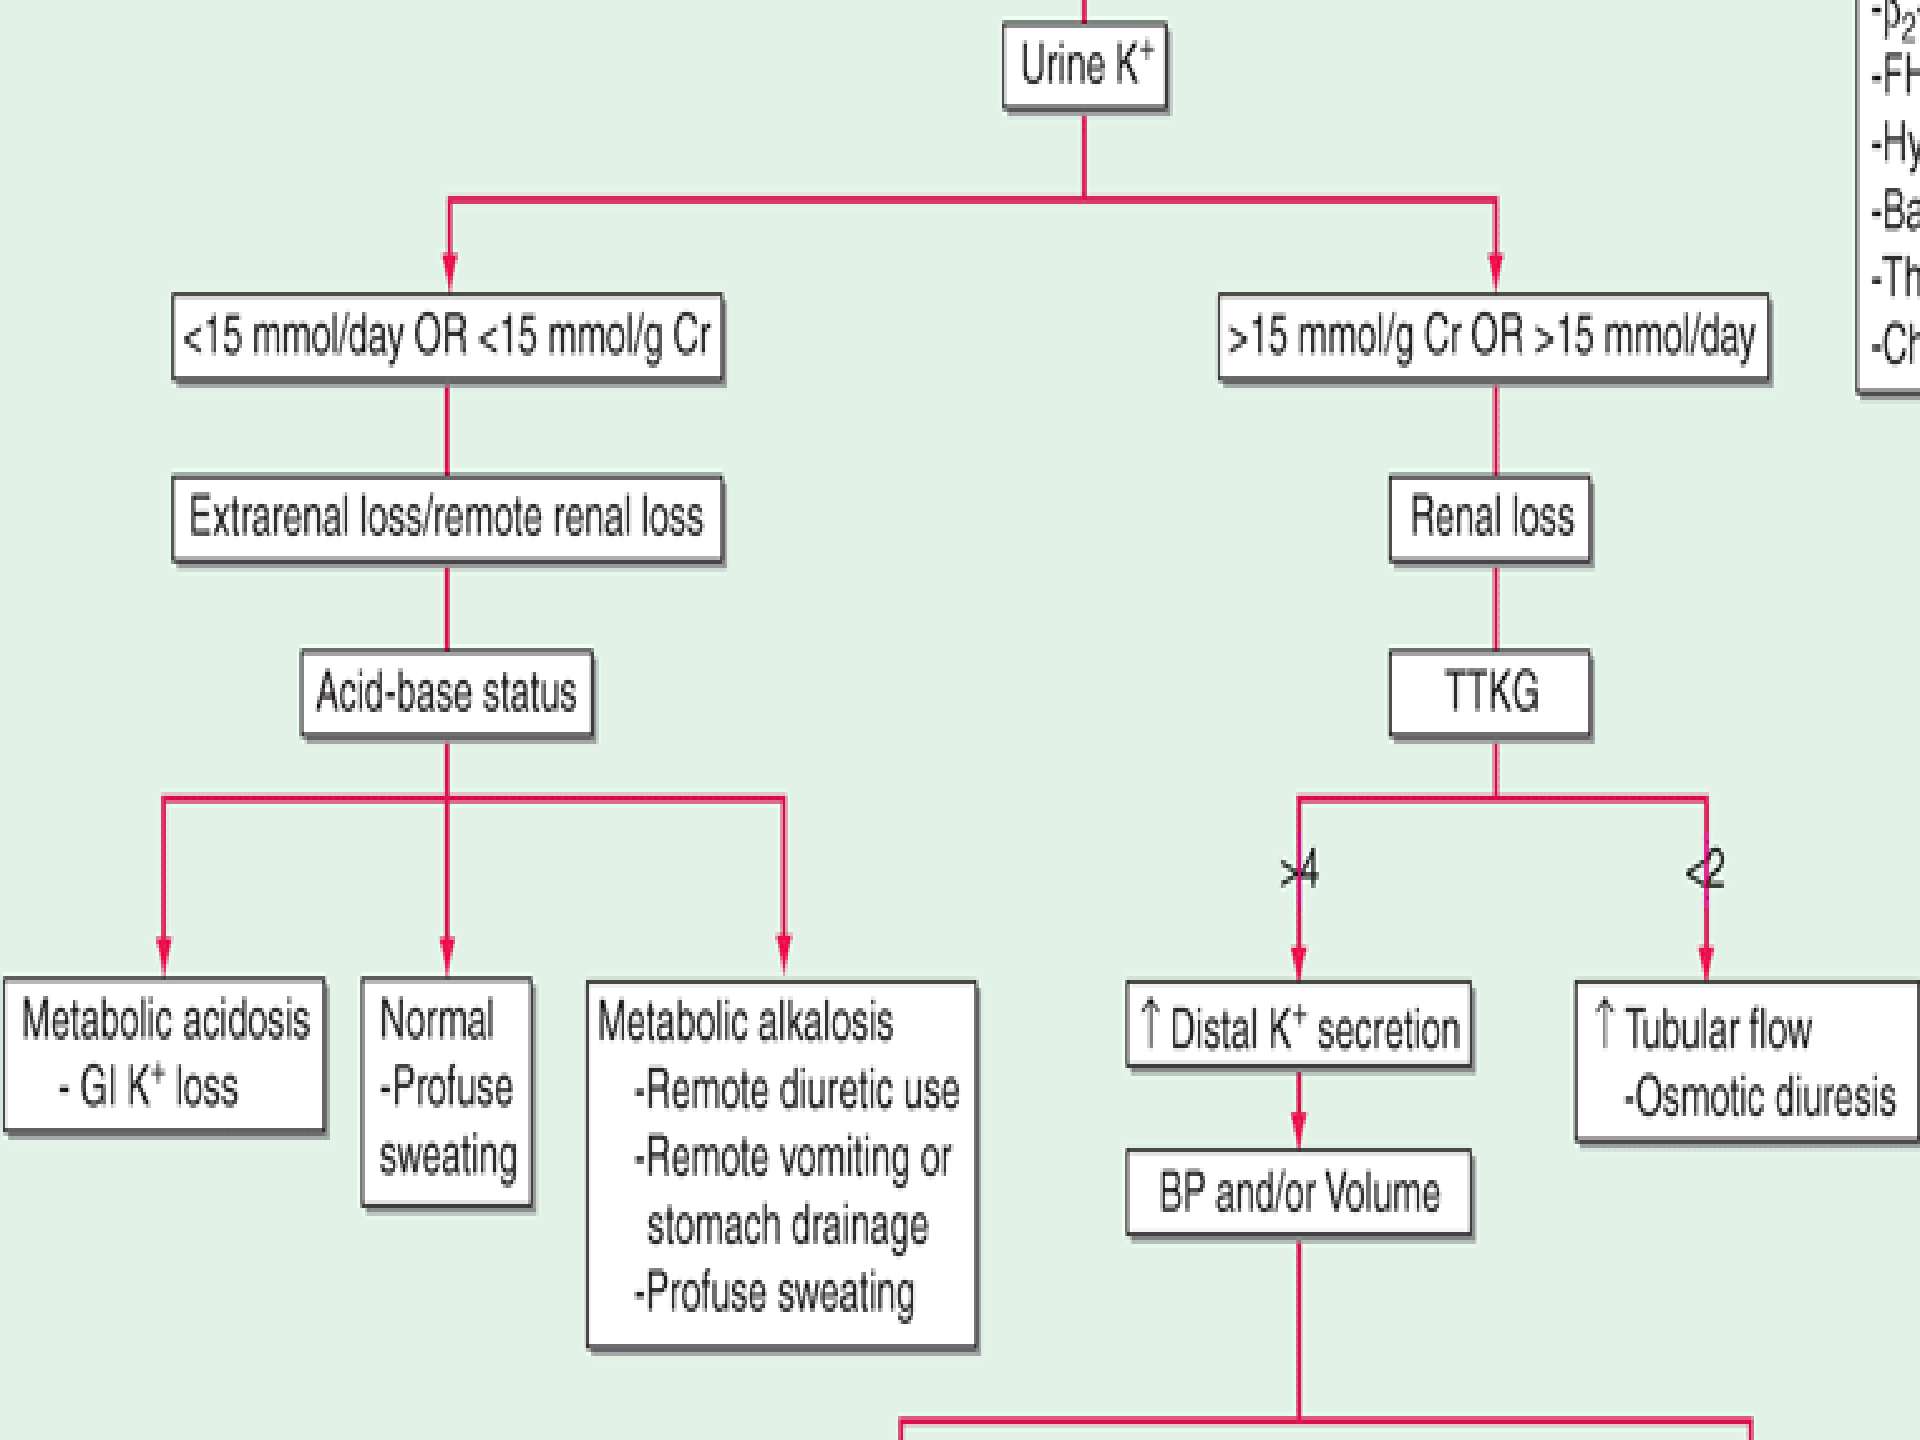 Urine K⁺
<15 mmol/day OR <15 mmol/g Cr
>15 mmol/g Cr OR >15 mmol/day
Extrarenal loss/remote renal loss
Renal loss
Acid-base status
TTKG
>4
<2
Metabolic acidosis
- GI K⁺ loss
Normal
-Profuse
sweating
Metabolic alkalosis
-Remote diuretic use
-Remote vomiting or
stomach drainage
-Profuse sweating
↑ Distal K⁺ secretion
BP and/or Volume
↑ Tubular flow
-Osmotic diuresis